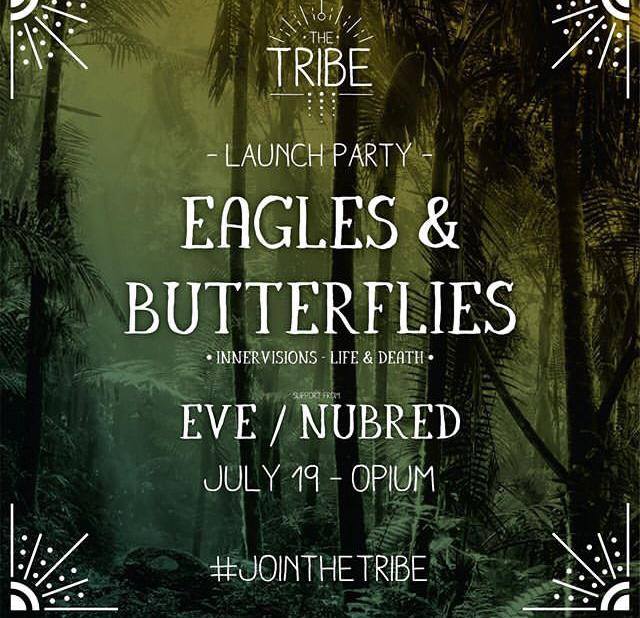 THE
TRIBE
- LAUNCH PARTY -
EAGLES &
BUTTERFLIES
• INNERVISIONS - LIFE & DEATH •
SUPPORT FROM
EVE / NUBRED
JULY 19 - OPIUM
#JOINTHETRIBE